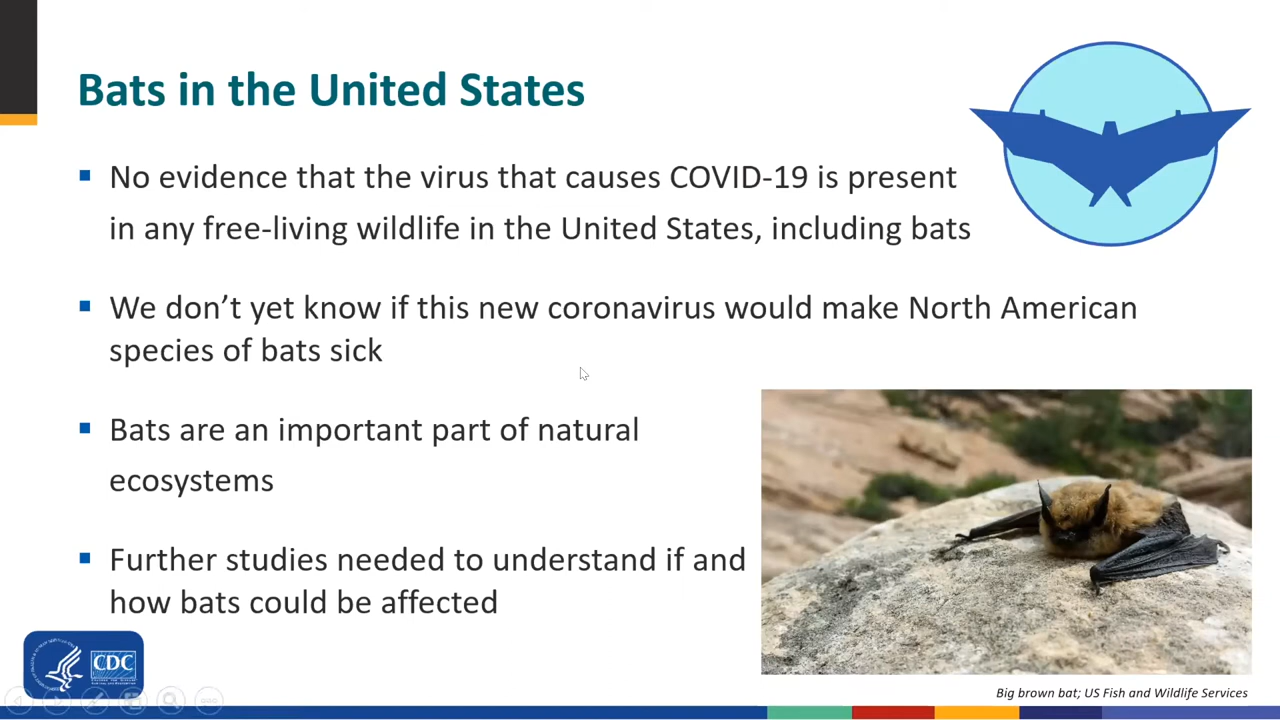 Bats in the United States
No evidence that the virus that causes COVID-19 is present
in any free-living wildlife in the United States, including bats
We don’t yet know if this new coronavirus would make North American
species of bats sick
Bats are an important part of natural
ecosystems
Further studies needed to understand if and
how bats could be affected
CDC
Big brown bat; US Fish and Wildlife Services